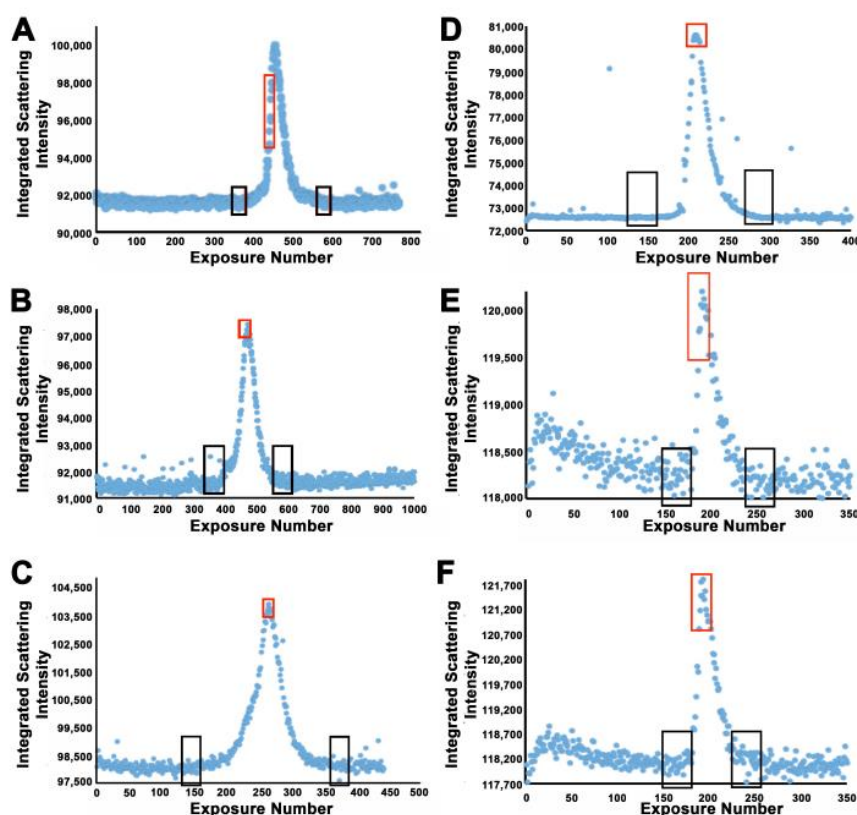 A
Integrated Scattering
Intensity
100,000
98,000
96,000
94,000
92,000
90,000
0 100 200 300 400 500 600 700 800
Exposure Number
B
Integrated Scattering
Intensity
98,000
97,000
96,000
95,000
94,000
93,000
92,000
91,000
0 100 200 300 400 500 600 700 800 900 1000
Exposure Number
C
Integrated Scattering
Intensity
104,500
103,500
102,500
101,500
100,500
99,500
98,500
97,500
0 50 100 150 200 250 300 350 400 450 500
Exposure Number
D
Integrated Scattering
Intensity
81,000
80,000
79,000
78,000
77,000
76,000
75,000
74,000
73,000
72,000
0 50 100 150 200 250 300 350 400
Exposure Number
E
Integrated Scattering
Intensity
120,000
119,500
119,000
118,500
118,000
0 50 100 150 200 250 300 350
Exposure Number
F
Integrated Scattering
Intensity
121,700
121,200
120,700
120,200
119,700
119,200
118,700
118,200
117,700
0 50 100 150 200 250 300 350
Exposure Number